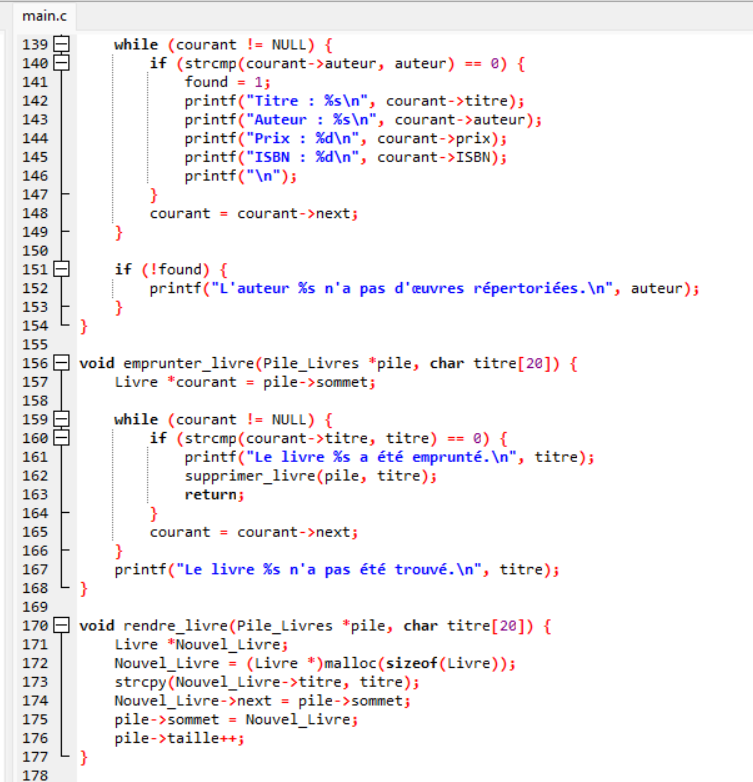 main.c
139 while (courant != NULL) {
140 if (strcmp(courant->auteur, auteur) == 0) {
141 found = 1;
142 printf("Titre : %s\n", courant->titre);
143 printf("Auteur : %s\n", courant->auteur);
144 printf("Prix : %d\n", courant->prix);
145 printf("ISBN : %d\n", courant->ISBN);
146 printf("\n");
147 }
148 courant = courant->next;
149 }
150
151 if (!found) {
152 printf("L'auteur %s n'a pas d'œuvres répertoriées.\n", auteur);
153 }
154 }
155
156 void emprunter_livre(Pile_Livres *pile, char titre[20]) {
157 Livre *courant = pile->sommet;
158
159 while (courant != NULL) {
160 if (strcmp(courant->titre, titre) == 0) {
161 printf("Le livre %s a été emprunté.\n", titre);
162 supprimer_livre(pile, titre);
163 return;
164 }
165 courant = courant->next;
166 }
167 printf("Le livre %s n'a pas été trouvé.\n", titre);
168 }
169
170 void rendre_livre(Pile_Livres *pile, char titre[20]) {
171 Livre *Nouvel_Livre;
172 Nouvel_Livre = (Livre *)malloc(sizeof(Livre));
173 strcpy(Nouvel_Livre->titre, titre);
174 Nouvel_Livre->next = pile->sommet;
175 pile->sommet = Nouvel_Livre;
176 pile->taille++;
177 }
178